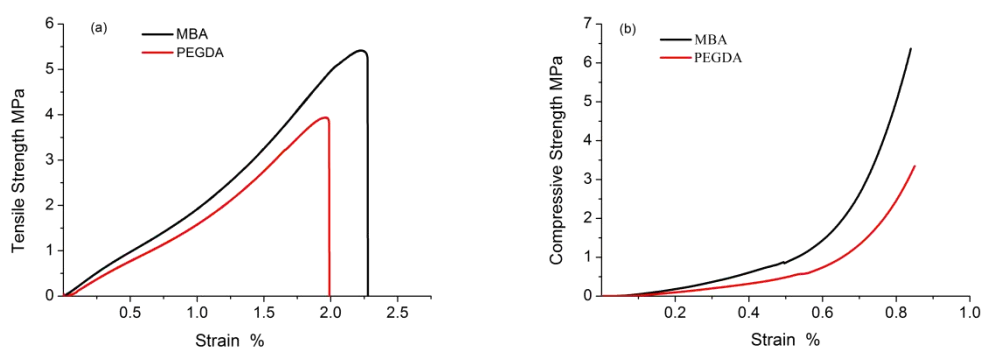 (a)
MBA
PEGDA
Tensile Strength MPa
6
5
4
3
2
1
0
0.5 1.0 1.5 2.0 2.5
Strain %
(b)
MBA
PEGDA
Compressive Strength MPa
7
6
5
4
3
2
1
0
0.2 0.4 0.6 0.8 1.0
Strain %